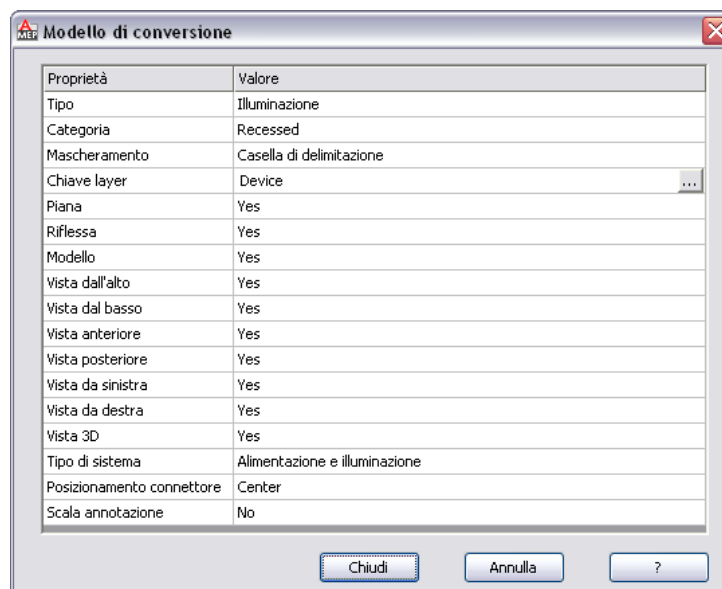 A MEP Modello di conversione
Proprietà Valore
Tipo Illuminazione
Categoria Recessed
Mascheramento Casella di delimitazione
Chiave layer Device ...
Piana Yes
Riflessa Yes
Modello Yes
Vista dall'alto Yes
Vista dal basso Yes
Vista anteriore Yes
Vista posteriore Yes
Vista da sinistra Yes
Vista da destra Yes
Vista 3D Yes
Tipo di sistema Alimentazione e illuminazione
Posizionamento connettore Center
Scala annotazione No
Chiudi Annulla ?